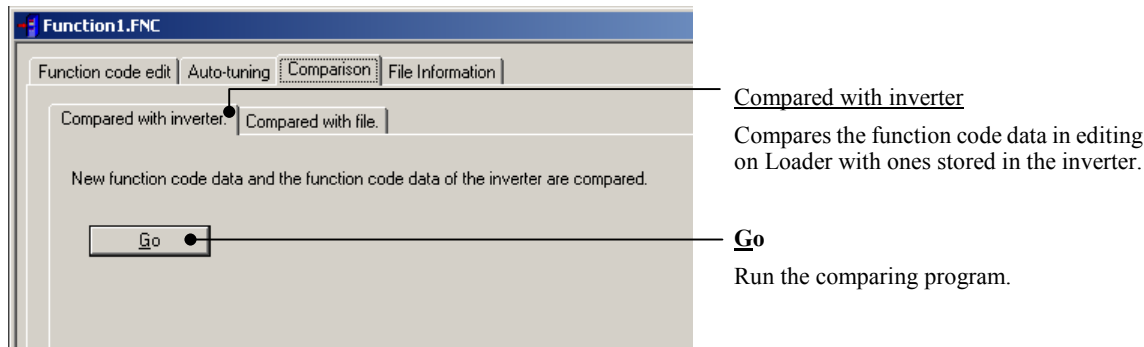 Function1.FNC
Function code edit Auto-tuning Comparison File Information
Compared with inverter. Compared with file.
New function code data and the function code data of the inverter are compared.
Go
Compared with inverter
Compares the function code data in editing
on Loader with ones stored in the inverter.
Go
Run the comparing program.